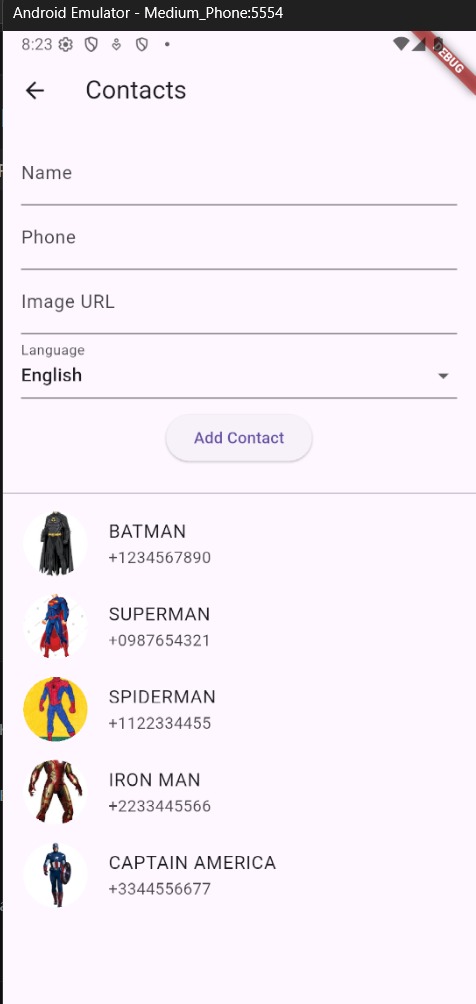 Android Emulator - Medium_Phone:5554
8:23
Contacts
Name
Phone
Image URL
Language
English
Add Contact
BATMAN
+1234567890
SUPERMAN
+0987654321
SPIDERMAN
+1122334455
IRON MAN
+2233445566
CAPTAIN AMERICA
+3344556677